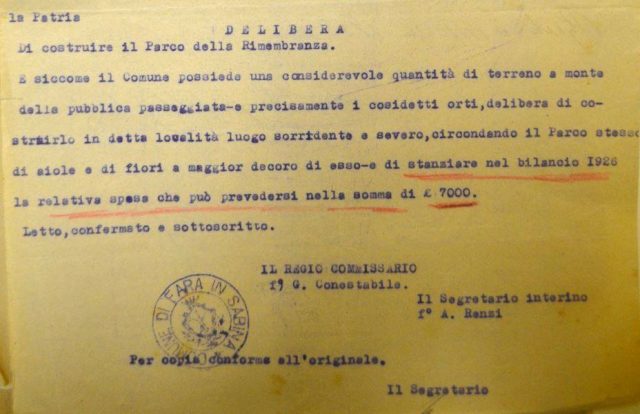 la Patria
DELIBERA
Di costruire il Parco della Rimembranza.
E siccome il Comune possiede una considerevole quantità di terreno a monte
della pubblica passeggiata-e precisamente i cosidetti orti,delibera di co-
struirlo in detta località luogo sorridente e severo,circondando il Parco stesso
di aiole e di fiori a maggior decoro di esso-e di stanziare nel bilancio I926
la relativa spesa che può prevedersi nella somma di £ 7000.
Letto,confermato e sottoscritto.
IL REGIO COMMISSARIO
f° G. Conestabile.
Il Segretario interino
f° A. Renzi
COMUNE DI FARA IN SABINA
Per copia conforme all'originale.
Il Segretario